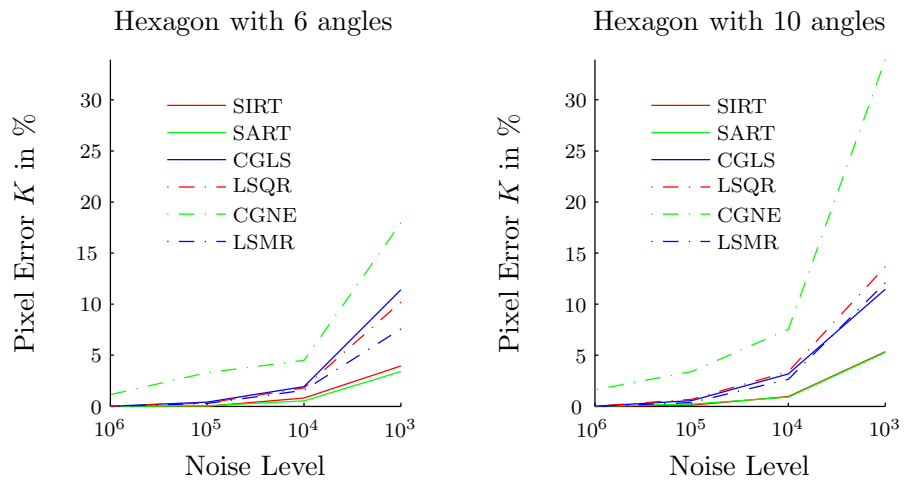 Hexagon with 6 angles
Pixel Error K in %
30
25
20
15
10
5
0
SIRT
SART
CGLS
LSQR
CGNE
LSMR
10^6
10^5
10^4
10^3
Noise Level
Hexagon with 10 angles
Pixel Error K in %
30
25
20
15
10
5
0
SIRT
SART
CGLS
LSQR
CGNE
LSMR
10^6
10^5
10^4
10^3
Noise Level